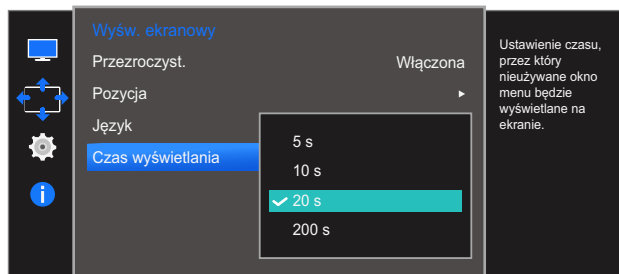 Wyśw. ekranowy
Przezroczyst. Włączona
Pozycja
Język
Czas wyświetlania
5 s
10 s
20 s
200 s
Ustawienie czasu,
przez który
nieużywane okno
menu będzie
wyświetlane na
ekranie.